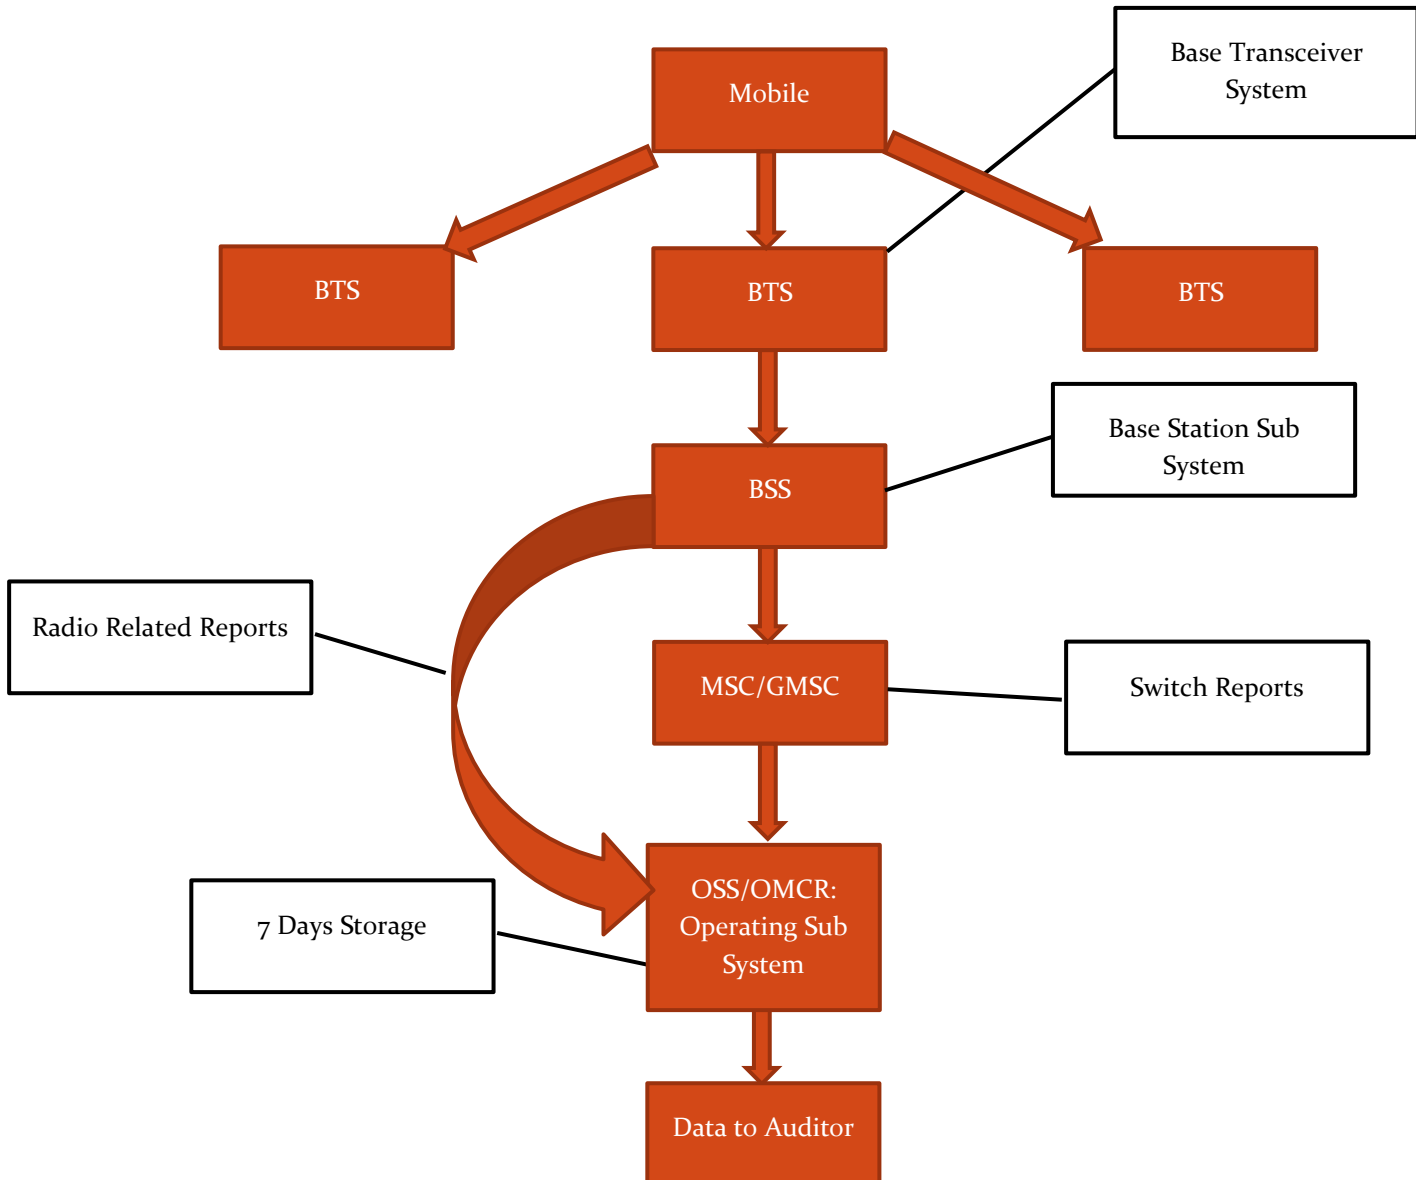 Base Transceiver
System
Mobile
BTS
BTS
BTS
Base Station Sub
System
BSS
Radio Related Reports
MSC/GMSC
Switch Reports
OSS/OMCR:
Operating Sub
System
7 Days Storage
Data to Auditor